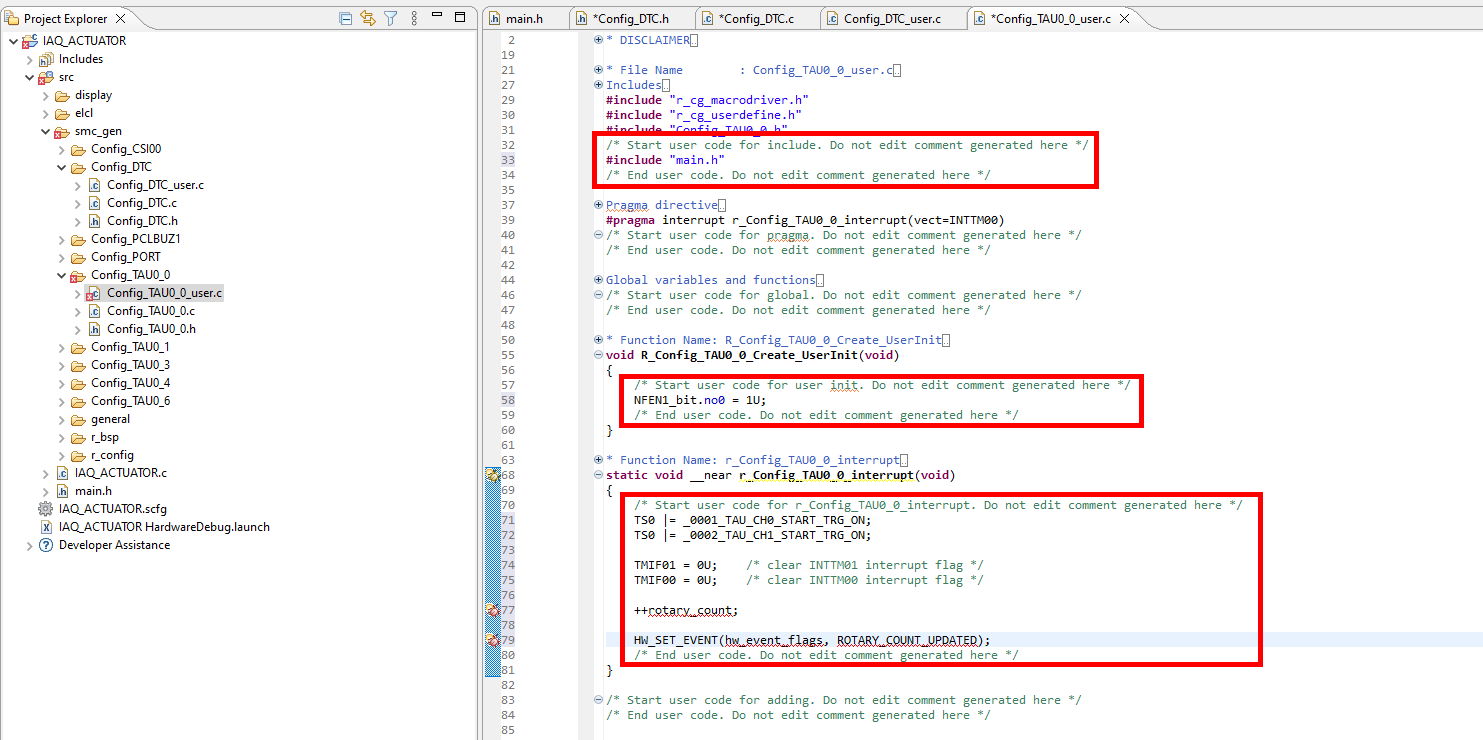 Project Explorer
IAQ_ACTUATOR
Includes
src
display
elcl
smc_gen
Config_CSI00
Config_DTC
Config_DTC_user.c
Config_DTC.c
Config_DTC.h
Config_PCLBUZ1
Config_PORT
Config_TAU0_0
Config_TAU0_0_user.c
Config_TAU0_0.c
Config_TAU0_0.h
Config_TAU0_1
Config_TAU0_3
Config_TAU0_4
Config_TAU0_6
general
r_bsp
r_config
IAQ_ACTUATOR.c
main.h
IAQ_ACTUATOR.scfg
IAQ_ACTUATOR HardwareDebug.launch
Developer Assistance
main.h *Config_DTC.h *Config_DTC.c Config_DTC_user.c *Config_TAU0_0_user.c
2 * DISCLAIMER
19
21 * File Name : Config_TAU0_0_user.c
27 Includes
29 #include "r_cg_macrodriver.h"
30 #include "r_cg_userdefine.h"
31 #include "Config_TAU0_0.h"
32 /* Start user code for include. Do not edit comment generated here */
33 #include "main.h"
34 /* End user code. Do not edit comment generated here */
35
37 Pragma directive
39 #pragma interrupt r_Config_TAU0_0_interrupt(vect=INTTM00)
40 /* Start user code for pragma. Do not edit comment generated here */
41 /* End user code. Do not edit comment generated here */
42
44 Global variables and functions
46 /* Start user code for global. Do not edit comment generated here */
47 /* End user code. Do not edit comment generated here */
48
50 * Function Name: R_Config_TAU0_0_Create_UserInit
55 void R_Config_TAU0_0_Create_UserInit(void)
56 {
57 /* Start user code for user init. Do not edit comment generated here */
58 NFEN1_bit.no0 = 1U;
59 /* End user code. Do not edit comment generated here */
60 }
61
63 * Function Name: r_Config_TAU0_0_interrupt
68 static void __near r_Config_TAU0_0_interrupt(void)
69 {
70 /* Start user code for r_Config_TAU0_0_interrupt. Do not edit comment generated here */
71 TS0 |= _0001_TAU_CH0_START_TRG_ON;
72 TS0 |= _0002_TAU_CH1_START_TRG_ON;
73
74 TMIF01 = 0U; /* clear INTTM01 interrupt flag */
75 TMIF00 = 0U; /* clear INTTM00 interrupt flag */
76
77 ++rotary_count;
78
79 HW_SET_EVENT(hw_event_flags, ROTARY_COUNT_UPDATED);
80 /* End user code. Do not edit comment generated here */
81 }
82
83 /* Start user code for adding. Do not edit comment generated here */
84 /* End user code. Do not edit comment generated here */
85